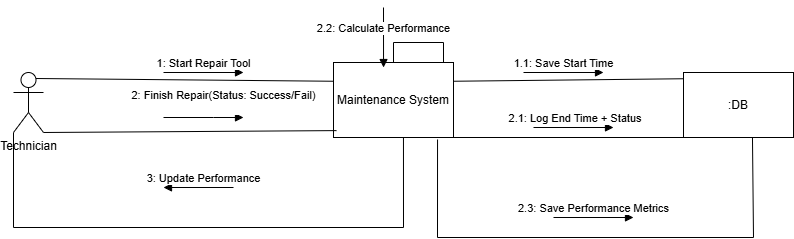 2.2: Calculate Performance
1: Start Repair Tool
1.1: Save Start Time
2: Finish Repair(Status: Success/Fail)
Maintenance System
:DB
2.1: Log End Time + Status
Technician
3: Update Performance
2.3: Save Performance Metrics